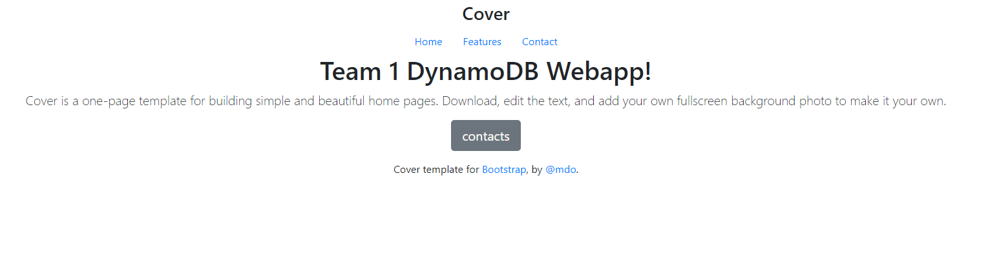 Cover
Home Features Contact
Team 1 DynamoDB Webapp!
Cover is a one-page template for building simple and beautiful home pages. Download, edit the text, and add your own fullscreen background photo to make it your own.
contacts
Cover template for Bootstrap, by @mdo.